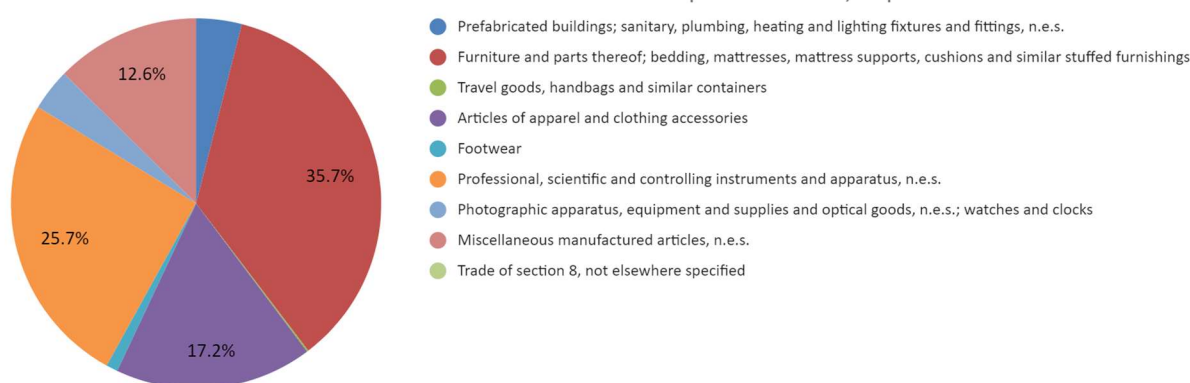 Prefabricated buildings; sanitary, plumbing, heating and lighting fixtures and fittings, n.e.s.
Furniture and parts thereof; bedding, mattresses, mattress supports, cushions and similar stuffed furnishings
Travel goods, handbags and similar containers
Articles of apparel and clothing accessories
Footwear
Professional, scientific and controlling instruments and apparatus, n.e.s.
Photographic apparatus, equipment and supplies and optical goods, n.e.s.; watches and clocks
Miscellaneous manufactured articles, n.e.s.
Trade of section 8, not elsewhere specified
12.6%
35.7%
25.7%
17.2%